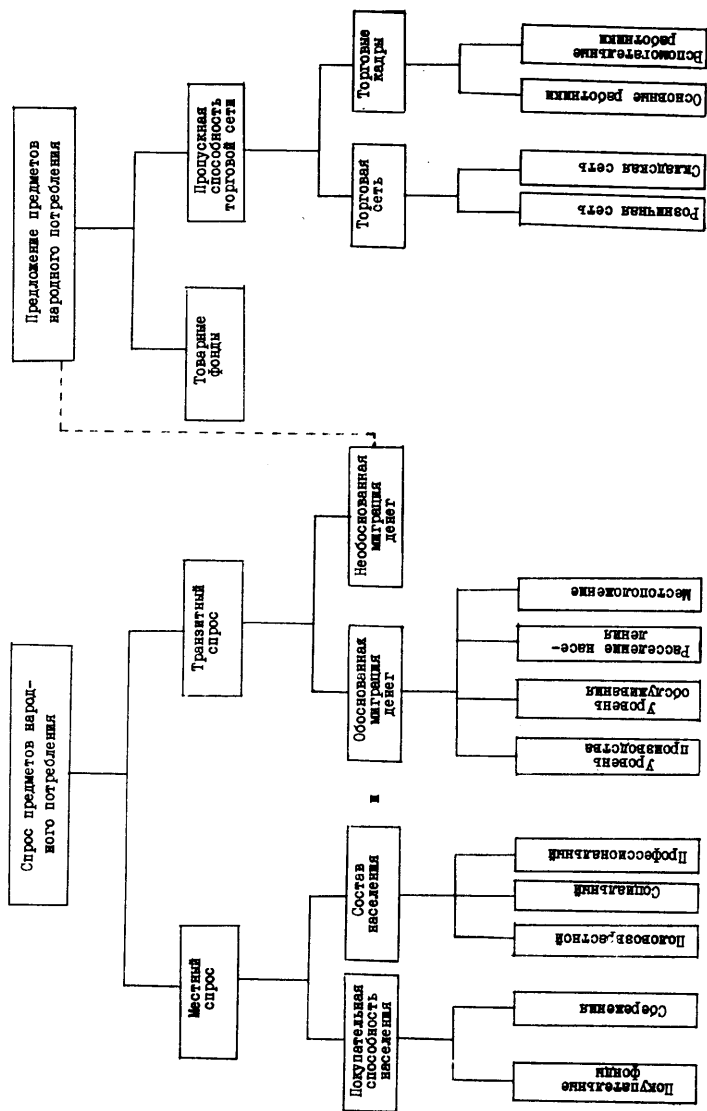 Спрос предметов народ-
ного потребления
Предложение предметов
народного потребления
Местный
спрос
Транзитный
спрос
Товарные
фонды
Пропускная
способность
торговой сети
Покупательная
способность
населения
Состав
населения
и
Обоснованная
миграция
денег
Необоснованная
миграция
денег
Торговая
сеть
Торговые
кадры
Покупательные
фонды
Сбережения
Половозрастной
Социальный
Профессиональный
Уровень
производства
Уровень
обслуживания
Расселение насе-
ления
Местоположение
Розничная сеть
Складская сеть
Основные работники
Вспомогательные
работники